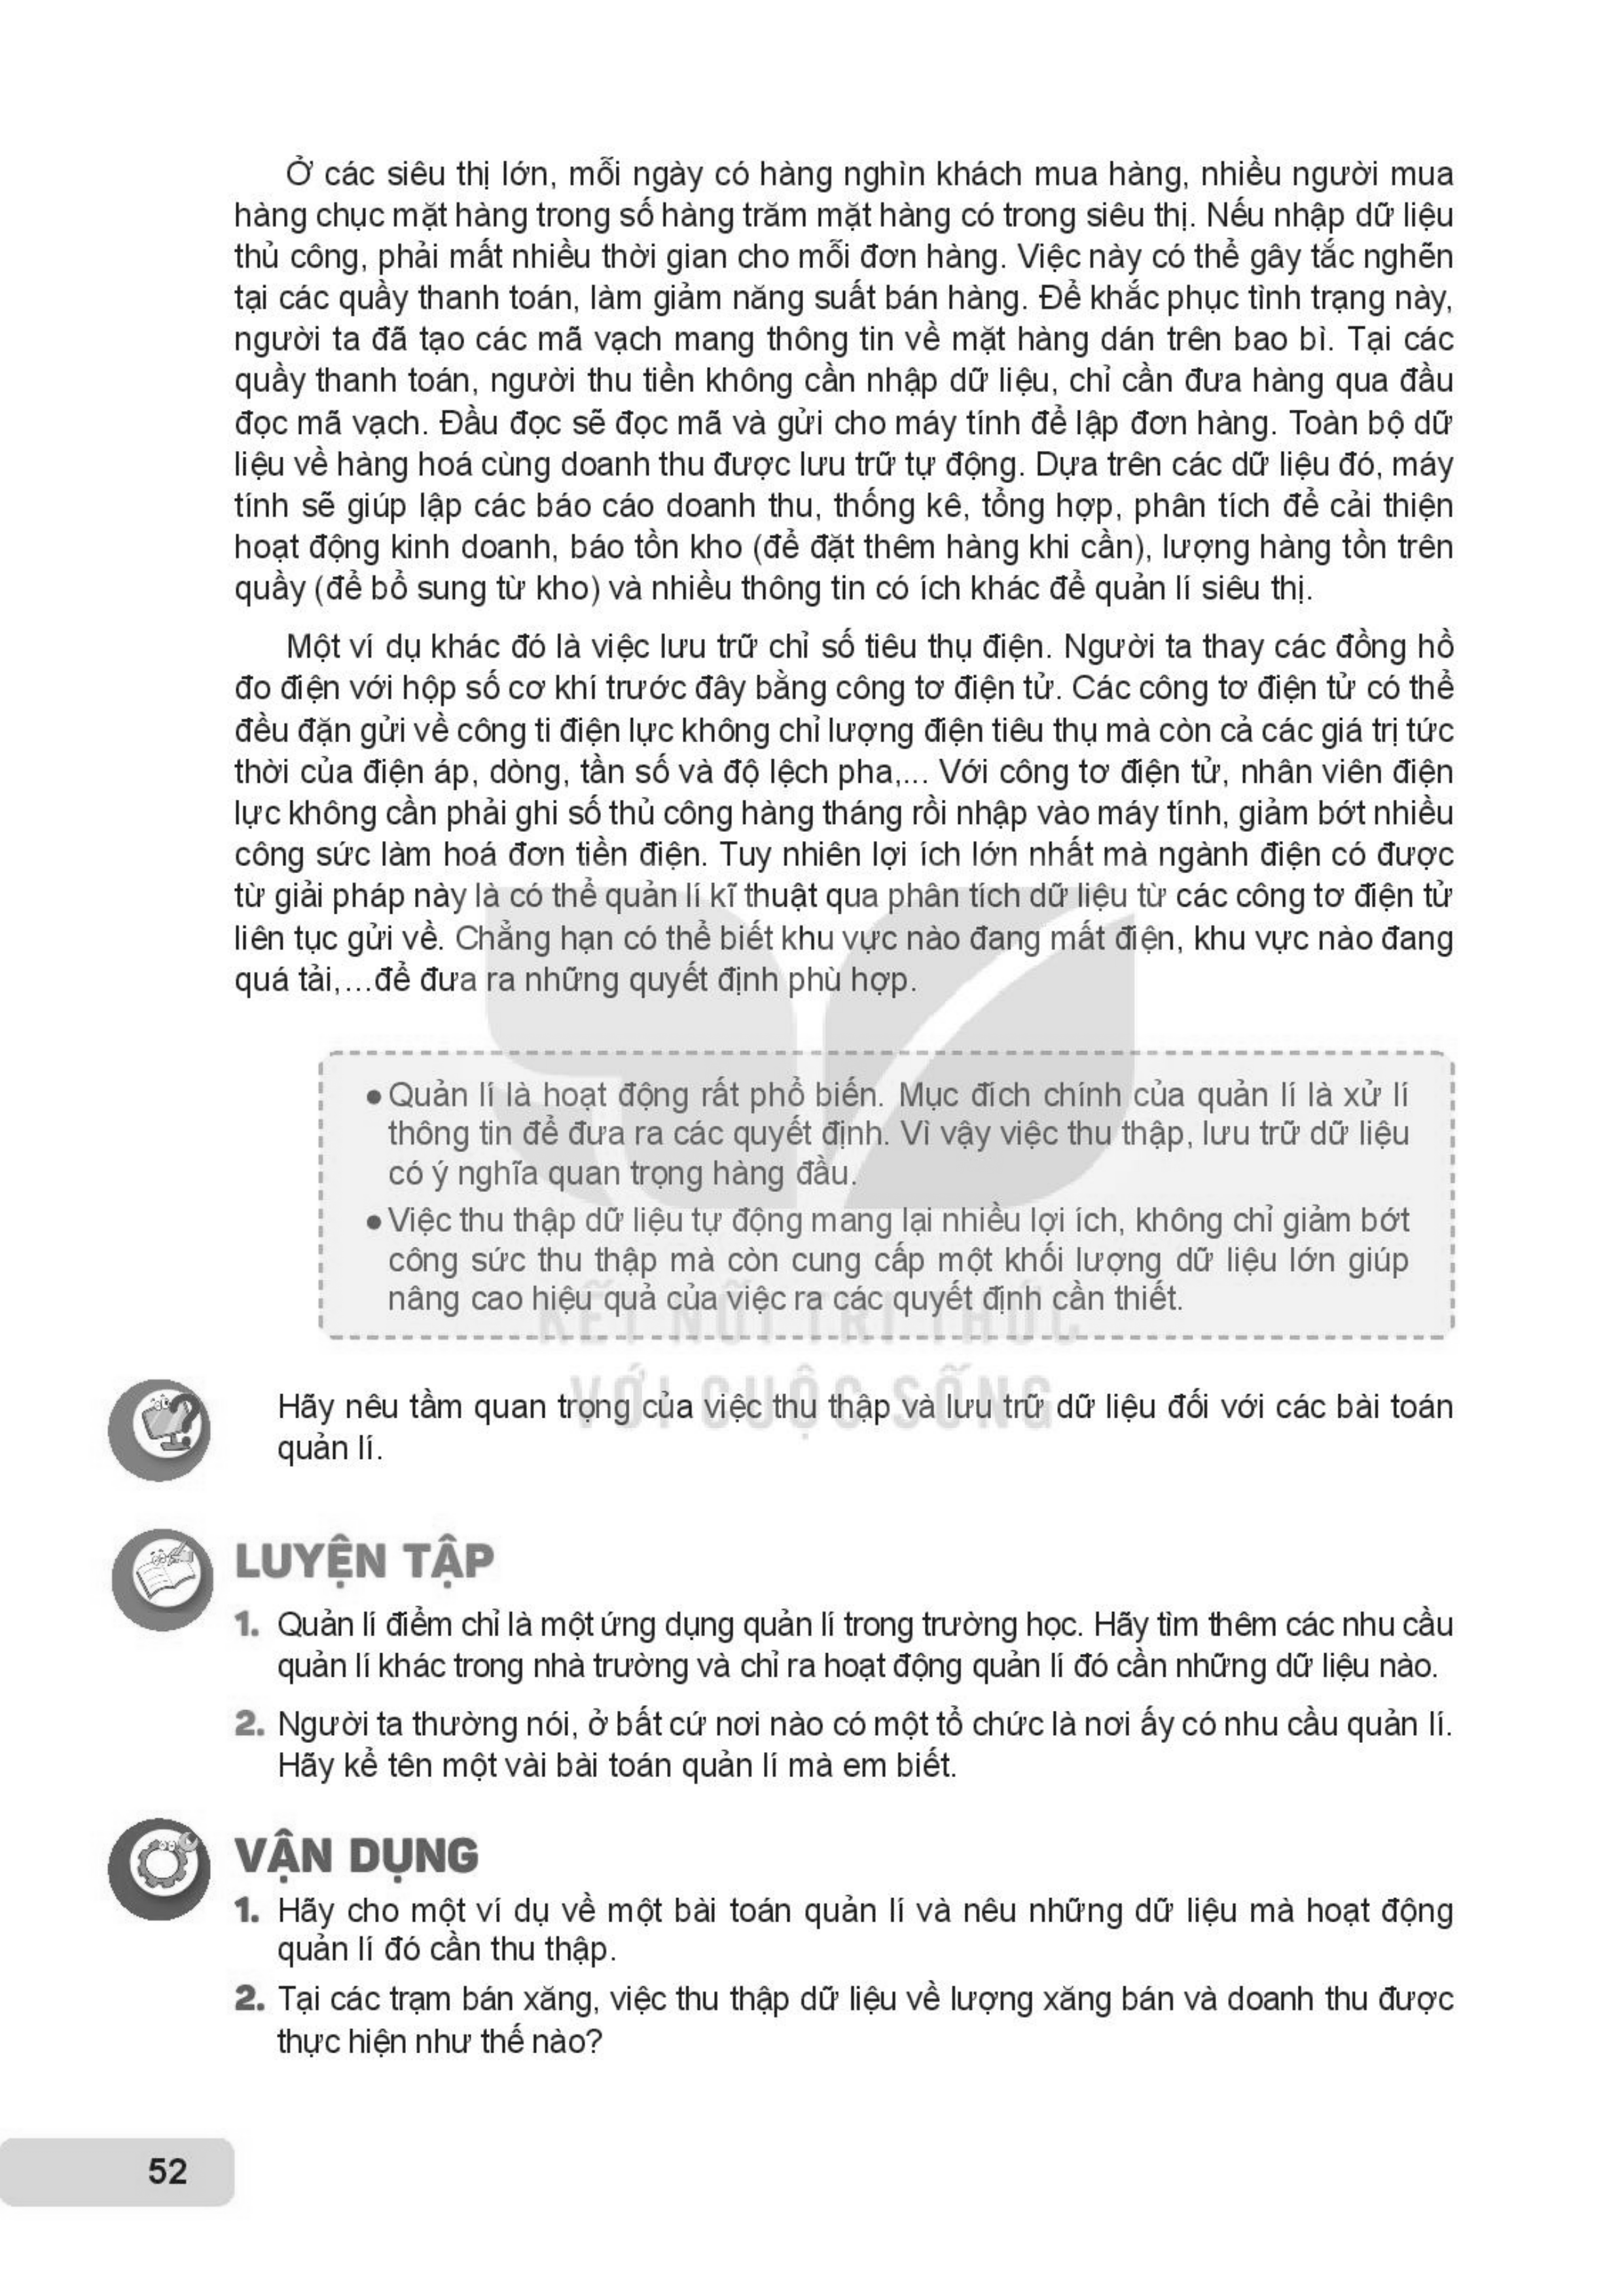 Ở các siêu thị lớn, mỗi ngày có hàng nghìn khách mua hàng, nhiều người mua
hàng chục mặt hàng trong số hàng trăm mặt hàng có trong siêu thị. Nếu nhập dữ liệu
thủ công, phải mất nhiều thời gian cho mỗi đơn hàng. Việc này có thể gây tắc nghẽn
tại các quầy thanh toán, làm giảm năng suất bán hàng. Để khắc phục tình trạng này,
người ta đã tạo các mã vạch mang thông tin về mặt hàng dán trên bao bì. Tại các
quầy thanh toán, người thu tiền không cần nhập dữ liệu, chỉ cần đưa hàng qua đầu
đọc mã vạch. Đầu đọc sẽ đọc mã và gửi cho máy tính để lập đơn hàng. Toàn bộ dữ
liệu về hàng hoá cùng doanh thu được lưu trữ tự động. Dựa trên các dữ liệu đó, máy
tính sẽ giúp lập các báo cáo doanh thu, thống kê, tổng hợp, phân tích để cải thiện
hoạt động kinh doanh, báo tồn kho (để đặt thêm hàng khi cần), lượng hàng tồn trên
quầy (để bổ sung từ kho) và nhiều thông tin có ích khác để quản lí siêu thị.
Một ví dụ khác đó là việc lưu trữ chỉ số tiêu thụ điện. Người ta thay các đồng hồ
đo điện với hộp số cơ khí trước đây bằng công tơ điện tử. Các công tơ điện tử có thể
đều đặn gửi về công ti điện lực không chỉ lượng điện tiêu thụ mà còn cả các giá trị tức
thời của điện áp, dòng, tần số và độ lệch pha,... Với công tơ điện tử, nhân viên điện
lực không cần phải ghi số thủ công hàng tháng rồi nhập vào máy tính, giảm bớt nhiều
công sức làm hoá đơn tiền điện. Tuy nhiên lợi ích lớn nhất mà ngành điện có được
từ giải pháp này là có thể quản lí kĩ thuật qua phân tích dữ liệu từ các công tơ điện tử
liên tục gửi về. Chẳng hạn có thể biết khu vực nào đang mất điện, khu vực nào đang
quá tải,...để đưa ra những quyết định phù hợp.
● Quản lí là hoạt động rất phổ biến. Mục đích chính của quản lí là xử lí
thông tin để đưa ra các quyết định. Vì vậy việc thu thập, lưu trữ dữ liệu
có ý nghĩa quan trọng hàng đầu.
● Việc thu thập dữ liệu tự động mang lại nhiều lợi ích, không chỉ giảm bớt
công sức thu thập mà còn cung cấp một khối lượng dữ liệu lớn giúp
nâng cao hiệu quả của việc ra các quyết định cần thiết.
KẾT NỐI TRI THỨC
VỚI CUỘC SỐNG
Hãy nêu tầm quan trọng của việc thu thập và lưu trữ dữ liệu đối với các bài toán
quản lí.
LUYỆN TẬP
1. Quản lí điểm chỉ là một ứng dụng quản lí trong trường học. Hãy tìm thêm các nhu cầu
quản lí khác trong nhà trường và chỉ ra hoạt động quản lí đó cần những dữ liệu nào.
2. Người ta thường nói, ở bất cứ nơi nào có một tổ chức là nơi ấy có nhu cầu quản lí.
Hãy kể tên một vài bài toán quản lí mà em biết.
VẬN DỤNG
1. Hãy cho một ví dụ về một bài toán quản lí và nêu những dữ liệu mà hoạt động
quản lí đó cần thu thập.
2. Tại các trạm bán xăng, việc thu thập dữ liệu về lượng xăng bán và doanh thu được
thực hiện như thế nào?
52